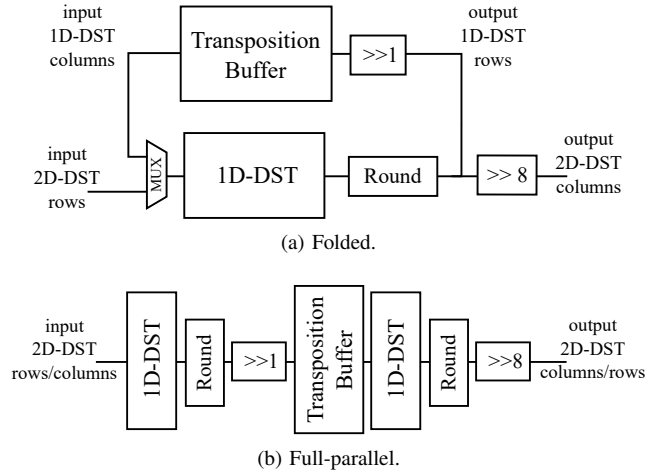 input
1D-DST
columns
Transposition
Buffer
>>1
output
1D-DST
rows
input
2D-DST
rows
MUX
1D-DST
Round
>> 8
output
2D-DST
columns
(a) Folded.
input
2D-DST
rows/columns
1D-DST
Round
>>1
Transposition
Buffer
1D-DST
Round
>>8
output
2D-DST
columns/rows
(b) Full-parallel.